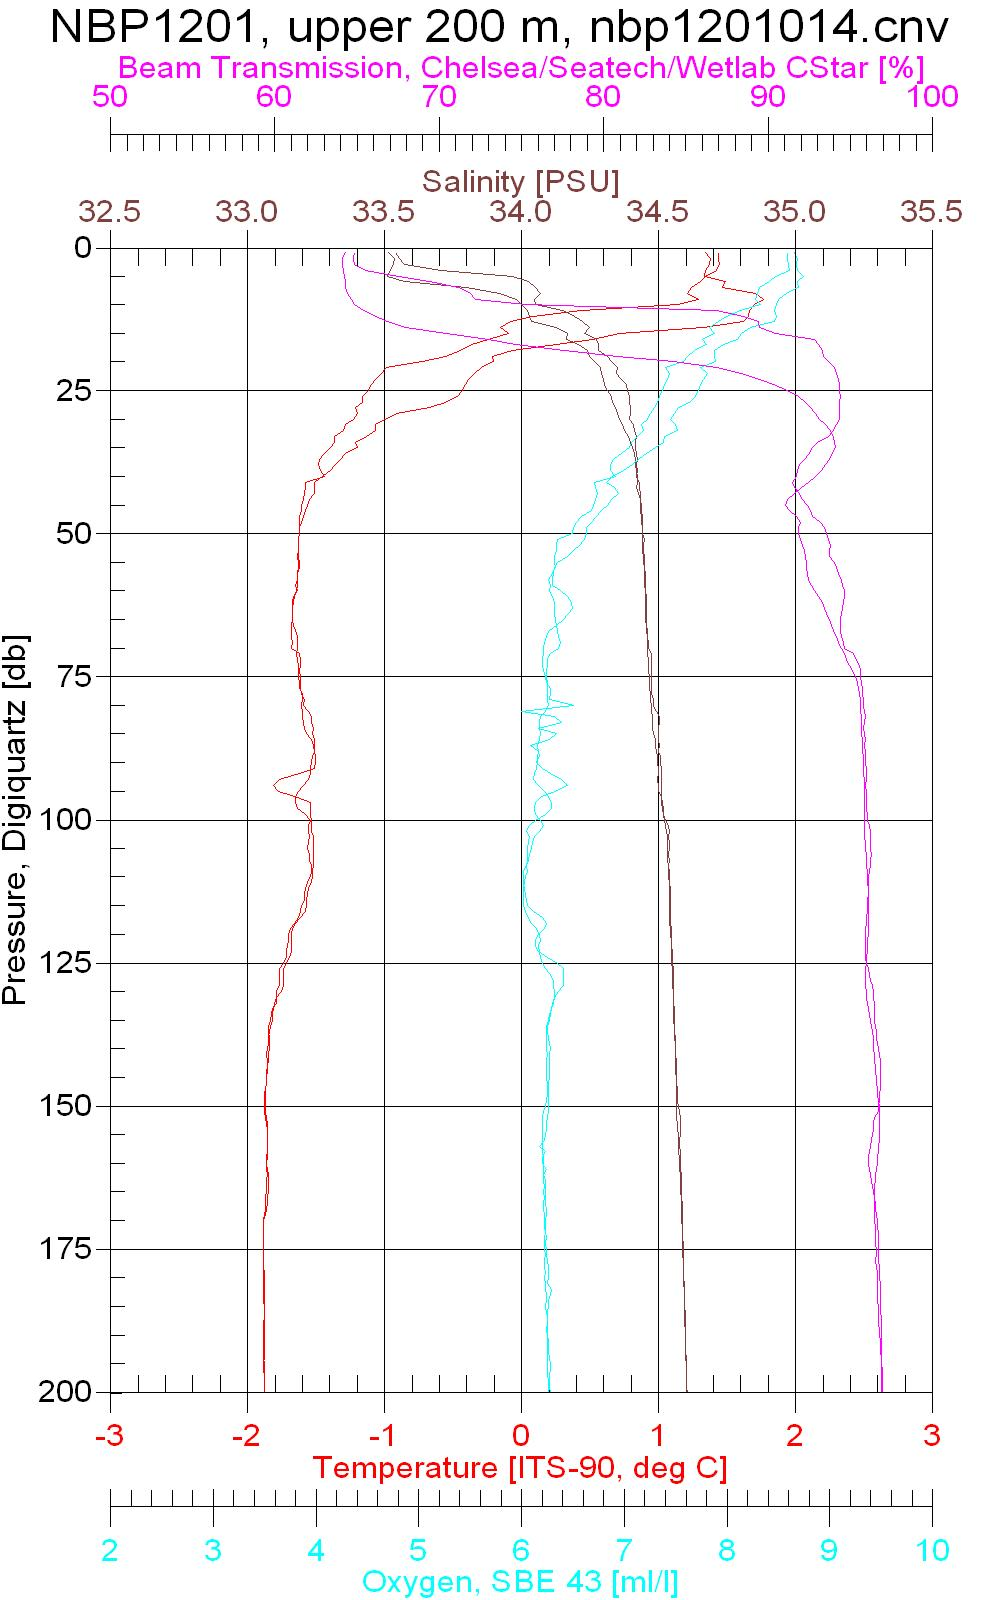 NBP1201, upper 200 m, nbp1201014.cnv
Beam Transmission, Chelsea/Seatech/Wetlab CStar [%]
50 60 70 80 90 100
Salinity [PSU]
32.5 33.0 33.5 34.0 34.5 35.0 35.5
0
25
50
75
100
125
150
175
200
Pressure, Digiquartz [db]
-3 -2 -1 0 1 2 3
Temperature [ITS-90, deg C]
2 3 4 5 6 7 8 9 10
Oxygen, SBE 43 [ml/l]